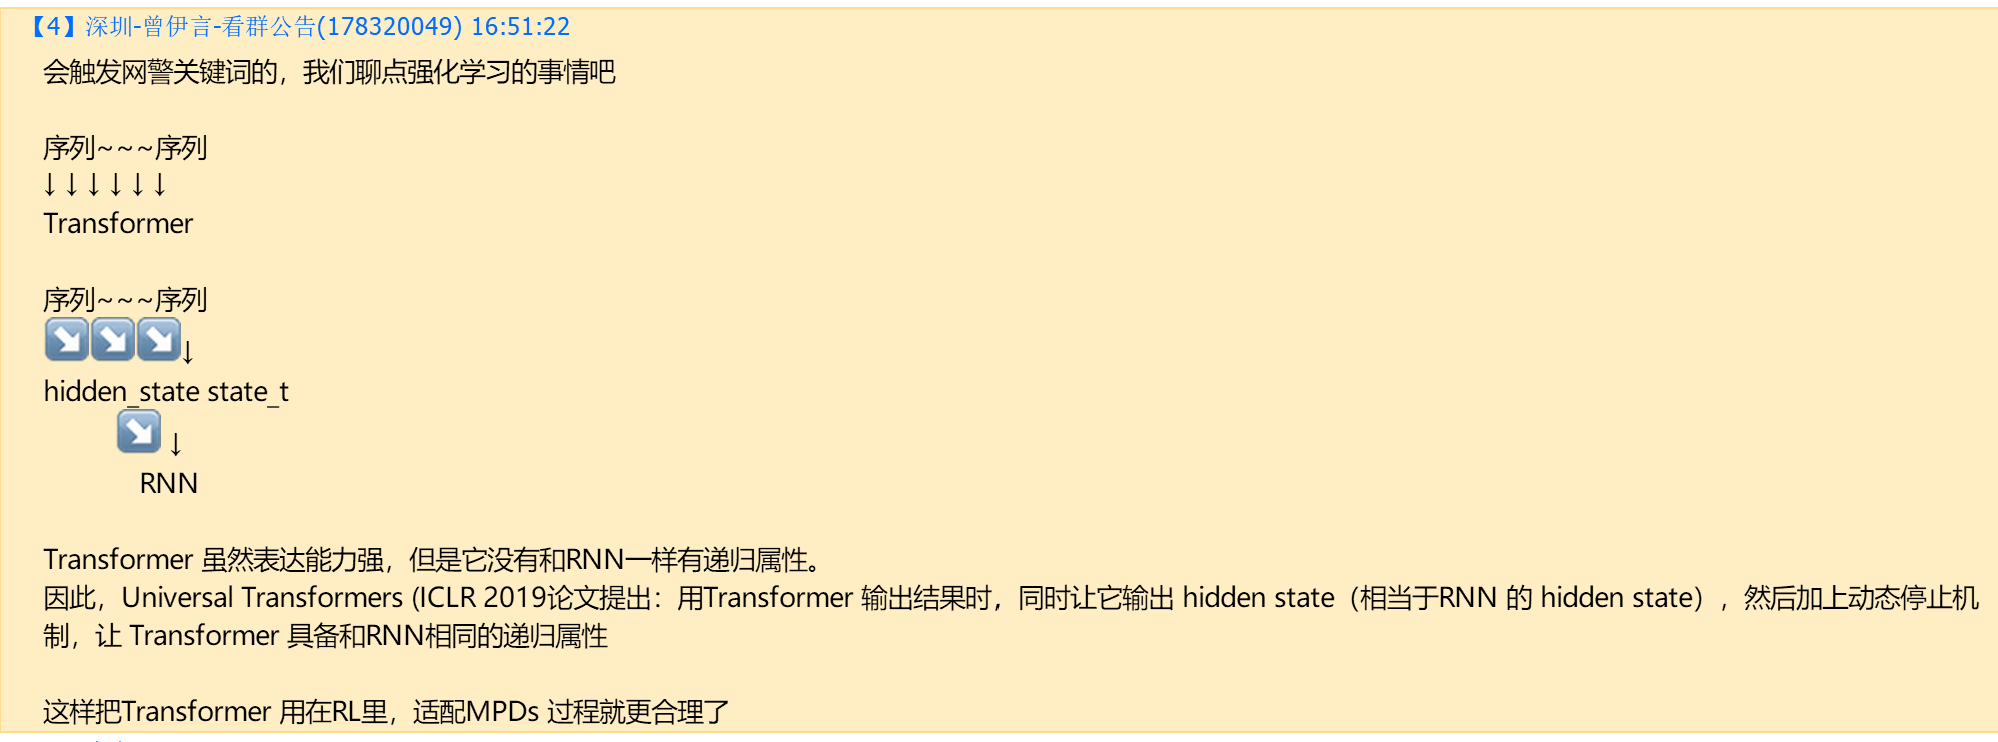 【4】深圳-曾伊言-看群公告(178320049) 16:51:22
会触发网警关键词的，我们聊点强化学习的事情吧
序列~~~序列
↓↓↓↓↓↓
Transformer
序列~~~序列
↘↘↘↓
hidden_state state_t
↘ ↓
RNN
Transformer 虽然表达能力强，但是它没有和RNN一样有递归属性。
因此，Universal Transformers (ICLR 2019论文提出：用Transformer 输出结果时，同时让它输出 hidden state（相当于RNN 的 hidden state），然后加上动态停止机
制，让 Transformer 具备和RNN相同的递归属性
这样把Transformer 用在RL里，适配MPDs 过程就更合理了